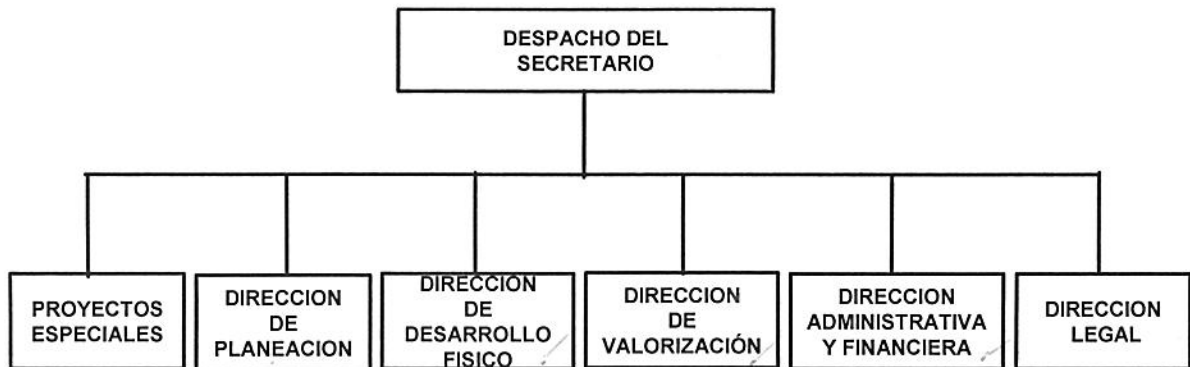 DESPACHO DEL
SECRETARIO
PROYECTOS
ESPECIALES
DIRECCION
DE
PLANEACION
DIRECCION
DE
DESARROLLO
FISICO
DIRECCION
DE
VALORIZACIÓN
DIRECCION
ADMINISTRATIVA
Y FINANCIERA
DIRECCION
LEGAL